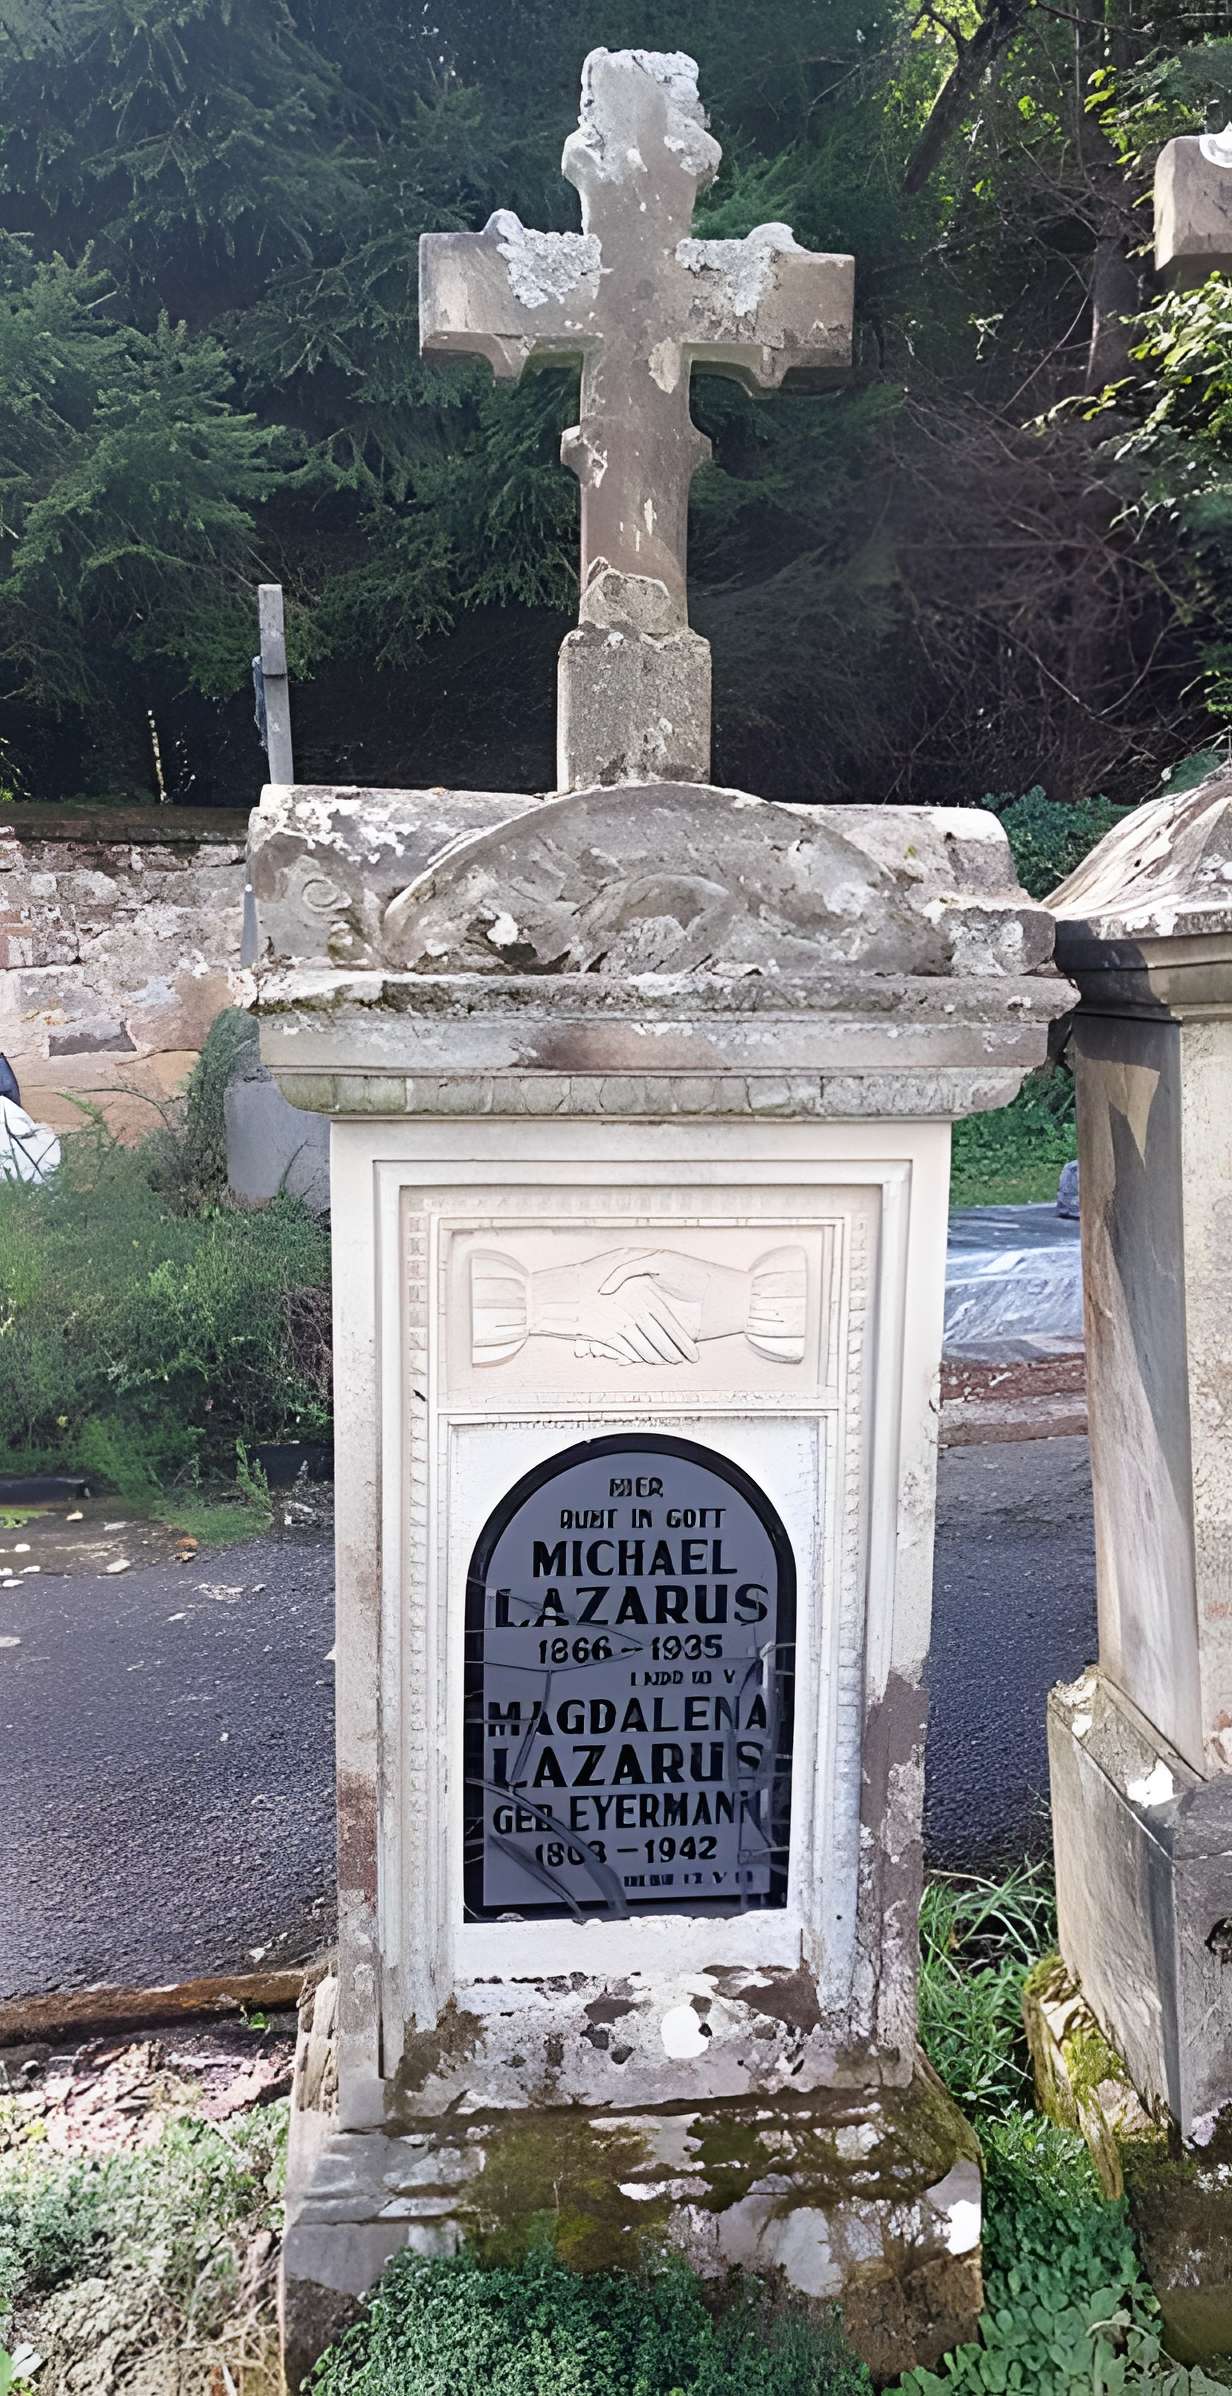 HIER
RUHT IN GOTT
MICHAEL
LAZARUS
1866 – 1935
MAGDALENA
LAZARUS
GEB. EYERMANN
– 1942